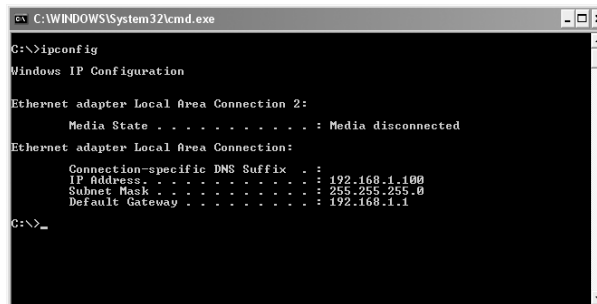 C:\WINDOWS\System32\cmd.exe
C:\>ipconfig
Windows IP Configuration
Ethernet adapter Local Area Connection 2:
Media State . . . . . . . . . . . : Media disconnected
Ethernet adapter Local Area Connection:
Connection-specific DNS Suffix . :
IP Address. . . . . . . . . . . . : 192.168.1.100
Subnet Mask . . . . . . . . . . . : 255.255.255.0
Default Gateway . . . . . . . . . : 192.168.1.1
C:\>_